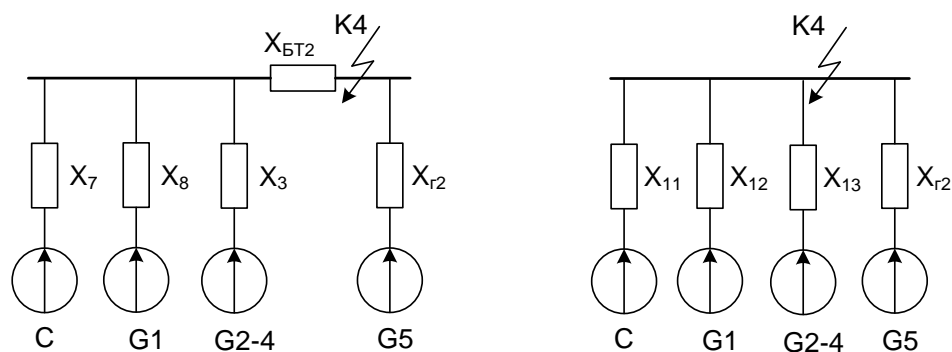 K4
X_БТ2
X_7
X_8
X_3
X_г2
C
G1
G2-4
G5
K4
X_11
X_12
X_13
X_г2
C
G1
G2-4
G5